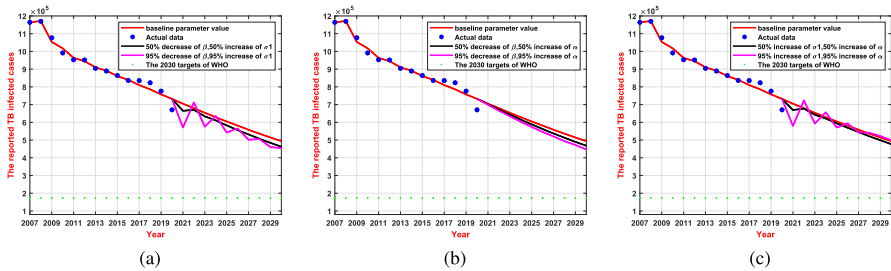 12 ×10⁵
11
10
9
8
7
6
5
4
3
2
1
The reported TB infected cases
baseline parameter value
Actual data
50% decrease of β,50% increase of σ1
95% decrease of β,95% increase of σ1
The 2030 targets of WHO
2007 2009 2011 2013 2015 2017 2019 2021 2023 2025 2027 2029
Year
(a)
12 ×10⁵
11
10
9
8
7
6
5
4
3
2
1
The reported TB infected cases
baseline parameter value
Actual data
50% decrease of β,50% increase of α
95% decrease of β,95% increase of α
The 2030 targets of WHO
2007 2009 2011 2013 2015 2017 2019 2021 2023 2025 2027 2029
Year
(b)
12 ×10⁵
11
10
9
8
7
6
5
4
3
2
1
The reported TB infected cases
baseline parameter value
Actual data
50% increase of σ1,50% increase of α
95% increase of σ1,95% increase of α
The 2030 targets of WHO
2007 2009 2011 2013 2015 2017 2019 2021 2023 2025 2027 2029
Year
(c)